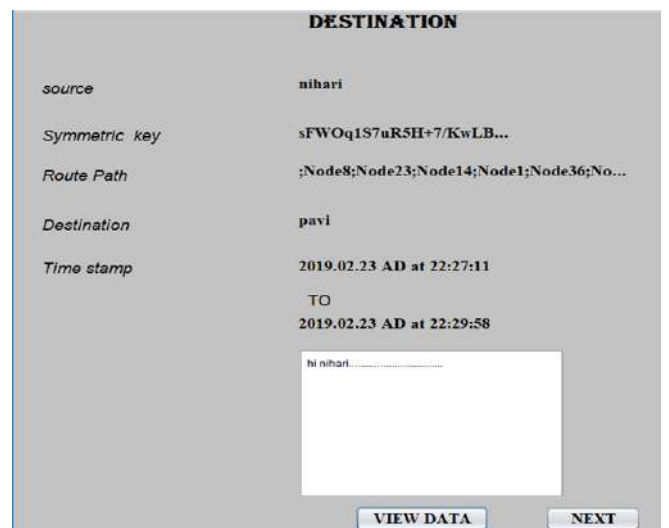 DESTINATION
source nihari
Symmetric key sFWOq1S7uR5H+7/KwLB...
Route Path ;Node8;Node23;Node14;Node1;Node36;No...
Destination pavi
Time stamp 2019.02.23 AD at 22:27:11
TO
2019.02.23 AD at 22:29:58
hi nihari................................
VIEW DATA NEXT